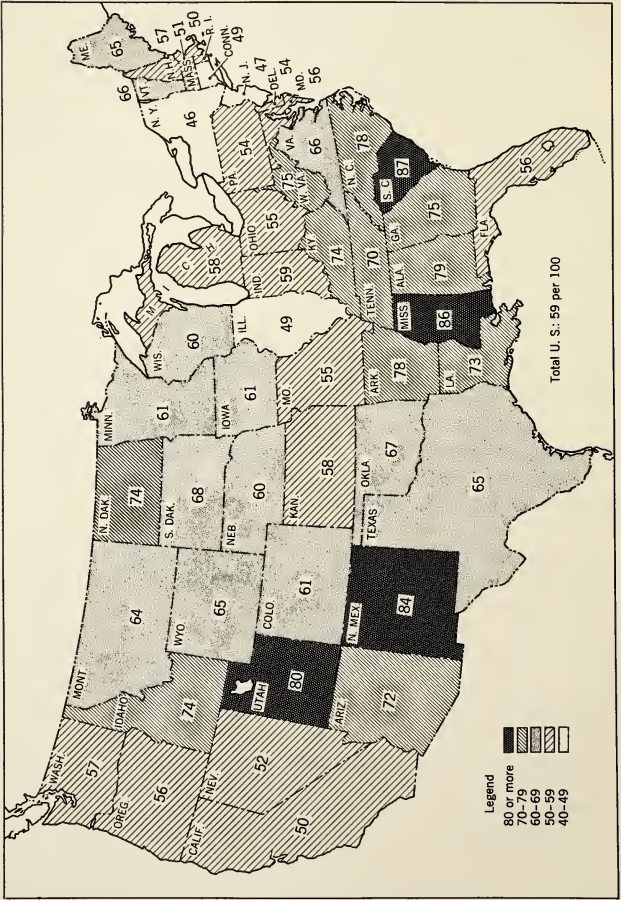 WASH.
57
OREG.
56
CALIF.
50
NEV.
52
IDAHO
74
MONT.
64
WYO.
65
UTAH
80
COLO.
61
ARIZ.
72
N. MEX.
84
N. DAK.
74
S. DAK.
68
NEB.
60
KAN.
58
OKLA.
67
TEXAS
65
MINN.
61
IOWA
61
MO.
55
ARK.
78
LA.
73
WIS.
60
ILL.
49
MICH
58
IND.
59
OHIO
55
KY.
74
TENN.
70
MISS
86
ALA.
79
GA.
75
FLA.
56
S. C
87
N. C.
78
VA.
66
W. VA.
75
PA.
54
N. Y.
46
VT.
66
N.H.
57
ME.
65
MASS
51
R. I.
50
CONN.
49
N. J.
47
DEL.
54
MD.
56
Legend
80 or more
70-79
60-69
50-59
40-49
Total U. S.: 59 per 100